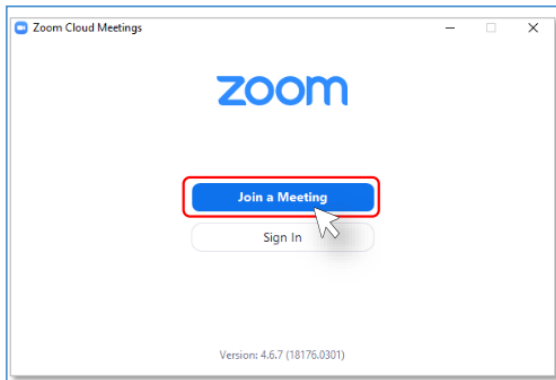 Zoom Cloud Meetings
zoom
Join a Meeting
Sign In
Version: 4.6.7 (18176.0301)